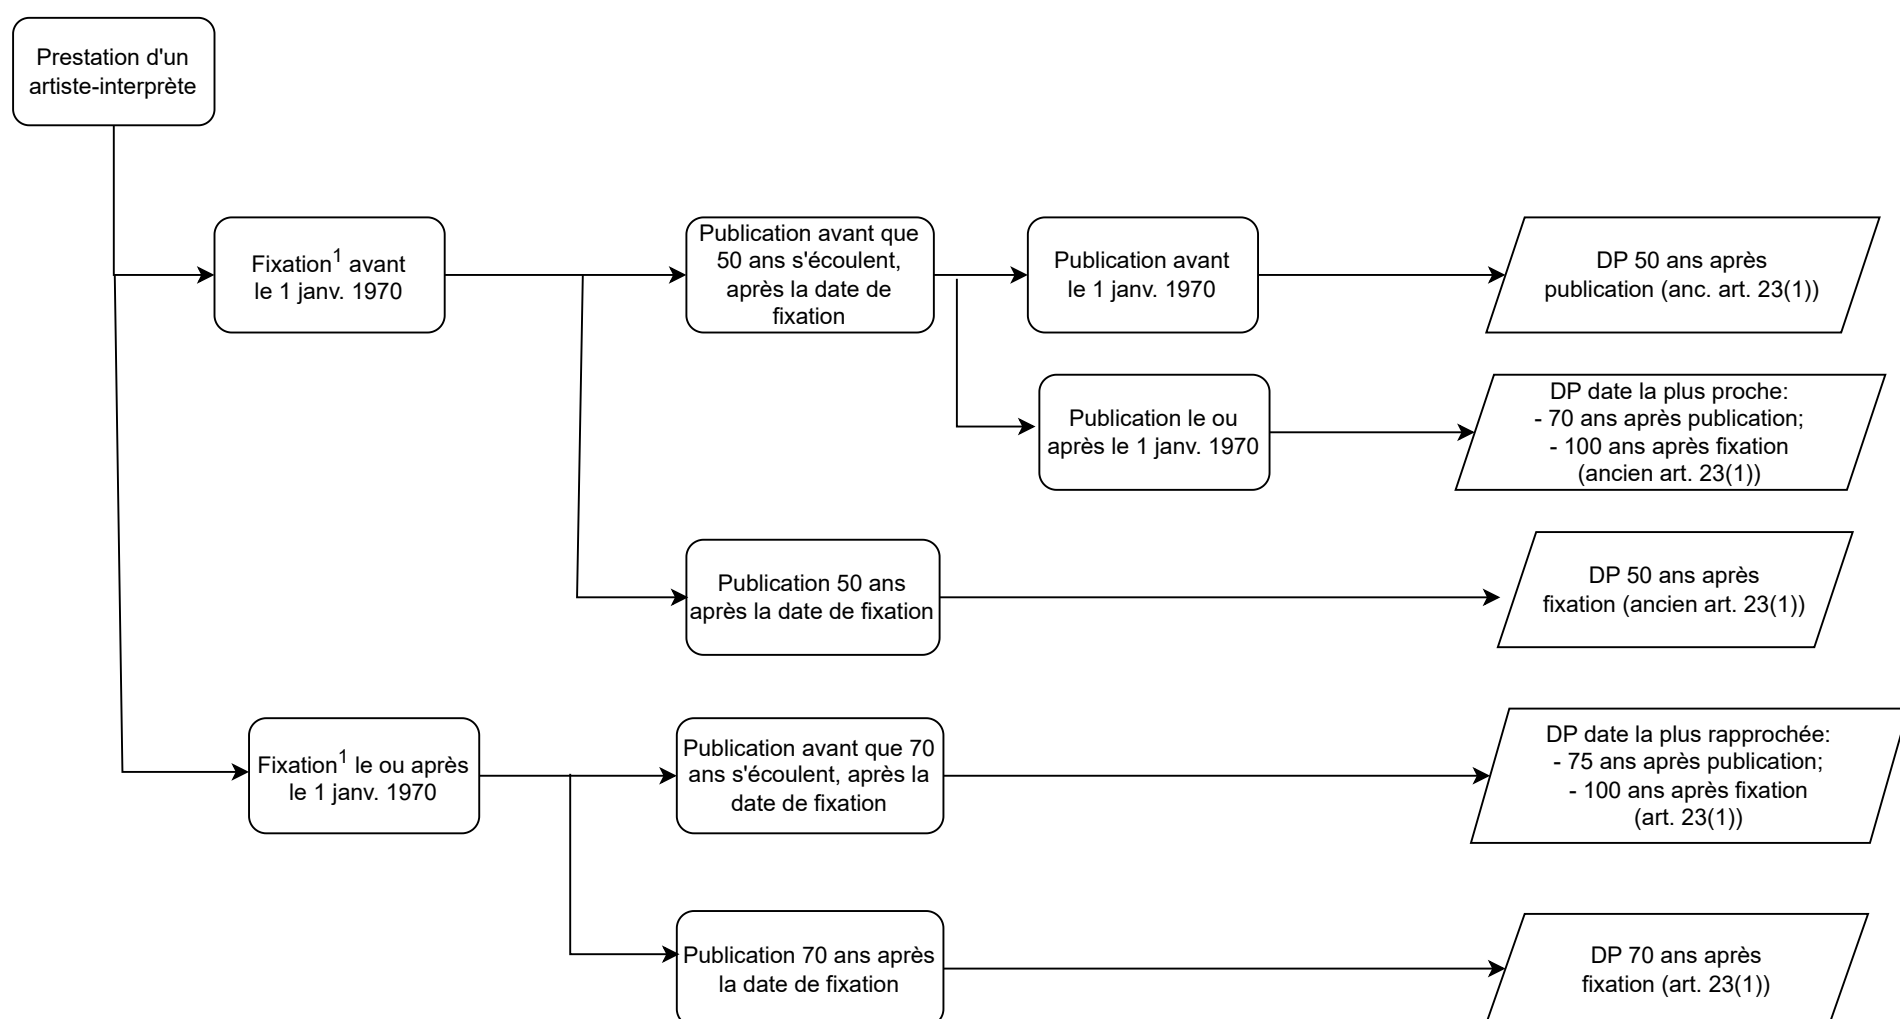 Prestation d'un
artiste-interprète
Fixation1 avant
le 1 janv. 1970
Publication avant que
50 ans s'écoulent,
après la date de
fixation
Publication avant
le 1 janv. 1970
DP 50 ans après
publication (anc. art. 23(1))
Publication le ou
après le 1 janv. 1970
DP date la plus proche:
- 70 ans après publication;
- 100 ans après fixation
(ancien art. 23(1))
Publication 50 ans
après la date de fixation
DP 50 ans après
fixation (ancien art. 23(1))
Fixation1 le ou après
le 1 janv. 1970
Publication avant que 70
ans s'écoulent, après la
date de fixation
DP date la plus rapprochée:
- 75 ans après publication;
- 100 ans après fixation
(art. 23(1))
Publication 70 ans après
la date de fixation
DP 70 ans après
fixation (art. 23(1))